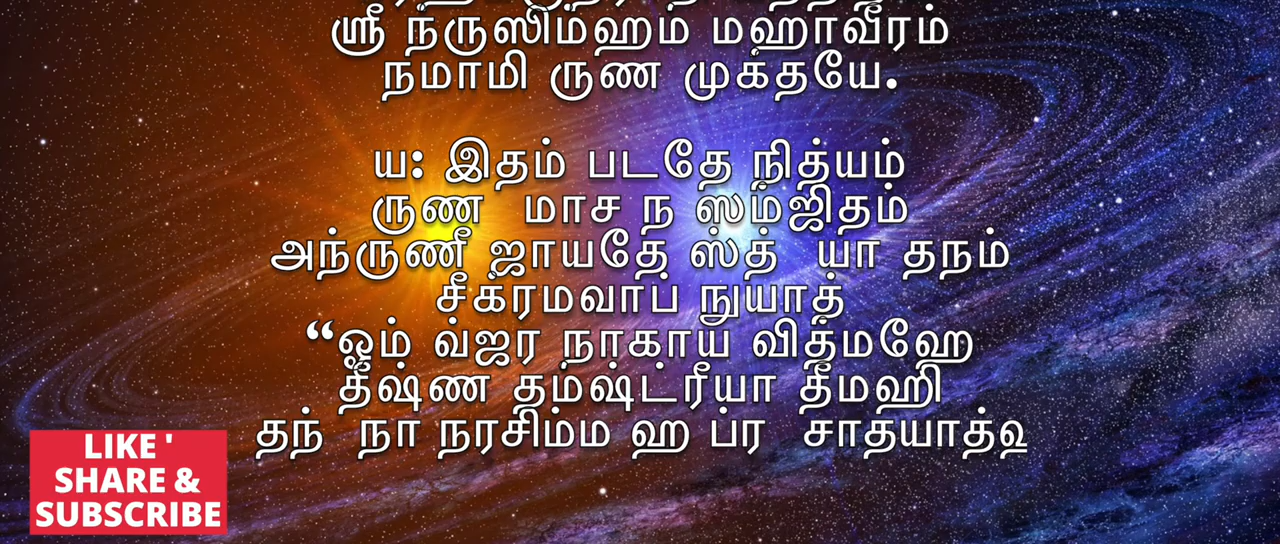 ஸ்ரீ நருஸிம்ஹம் மஹாவீரம்
நமாமி ருண முக்தயே.
ய: இதம் படதே நித்யம்
ருண மாச ந ஸம்ஜிதம்
அந்ருணீ ஜாயதே ஸ்த் யா தநம்
சீக்ரமவாப் நுயாத்
“ஓம் வ்ஜர நாகாய வித்மஹே
தீஷ்ண தம்ஷ்ட்ரீயா தீமஹி
தந் நா நரசிம்ம ஹ ப்ர சாதயாத்
LIKE '
SHARE &
SUBSCRIBE